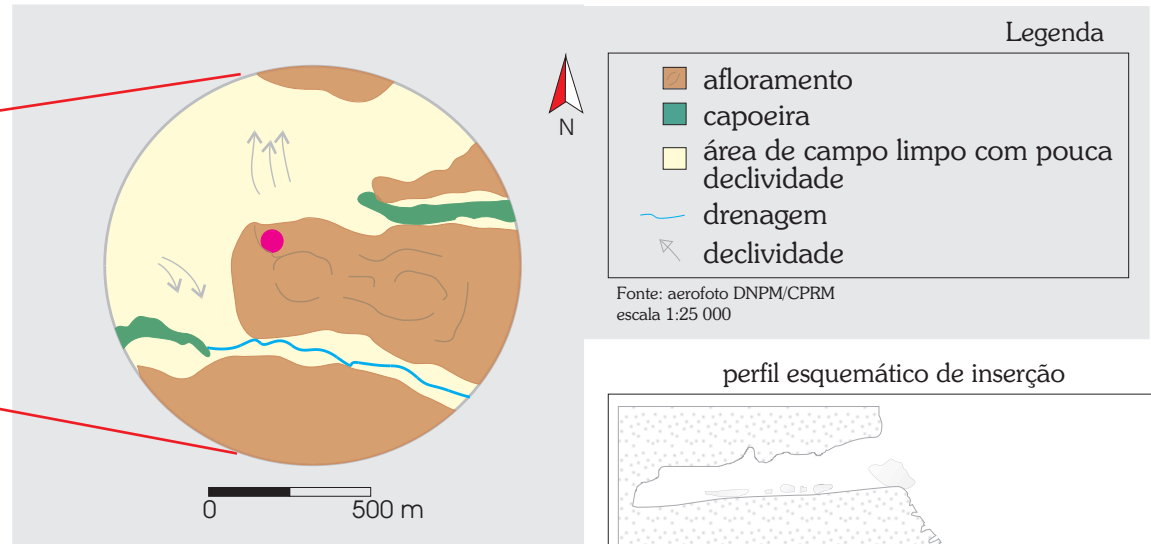 Legenda
N
afloramento
capoeira
área de campo limpo com pouca
declividade
drenagem
declividade
Fonte: aerofoto DNPM/CPRM
escala 1:25 000
0 500 m
perfil esquemático de inserção